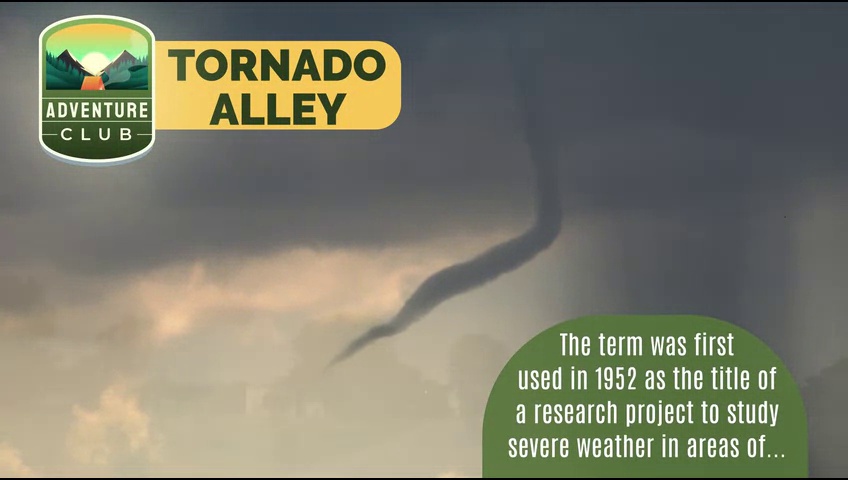 ADVENTURE
CLUB
TORNADO
ALLEY
The term was first
used in 1952 as the title of
a research project to study
severe weather in areas of...